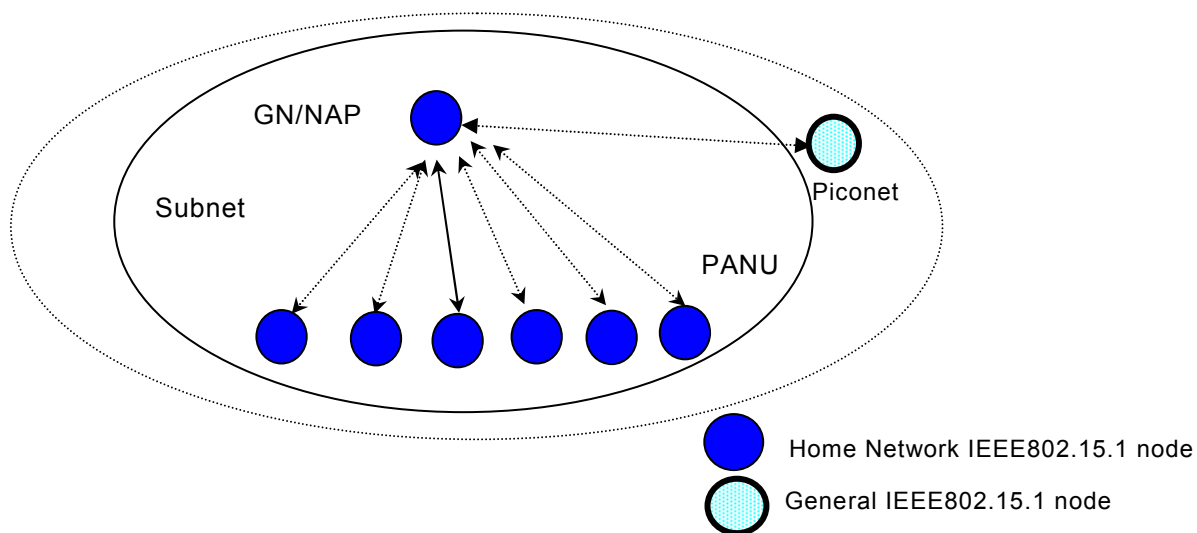 GN/NAP
Piconet
Subnet
PANU
Home Network IEEE802.15.1 node
General IEEE802.15.1 node